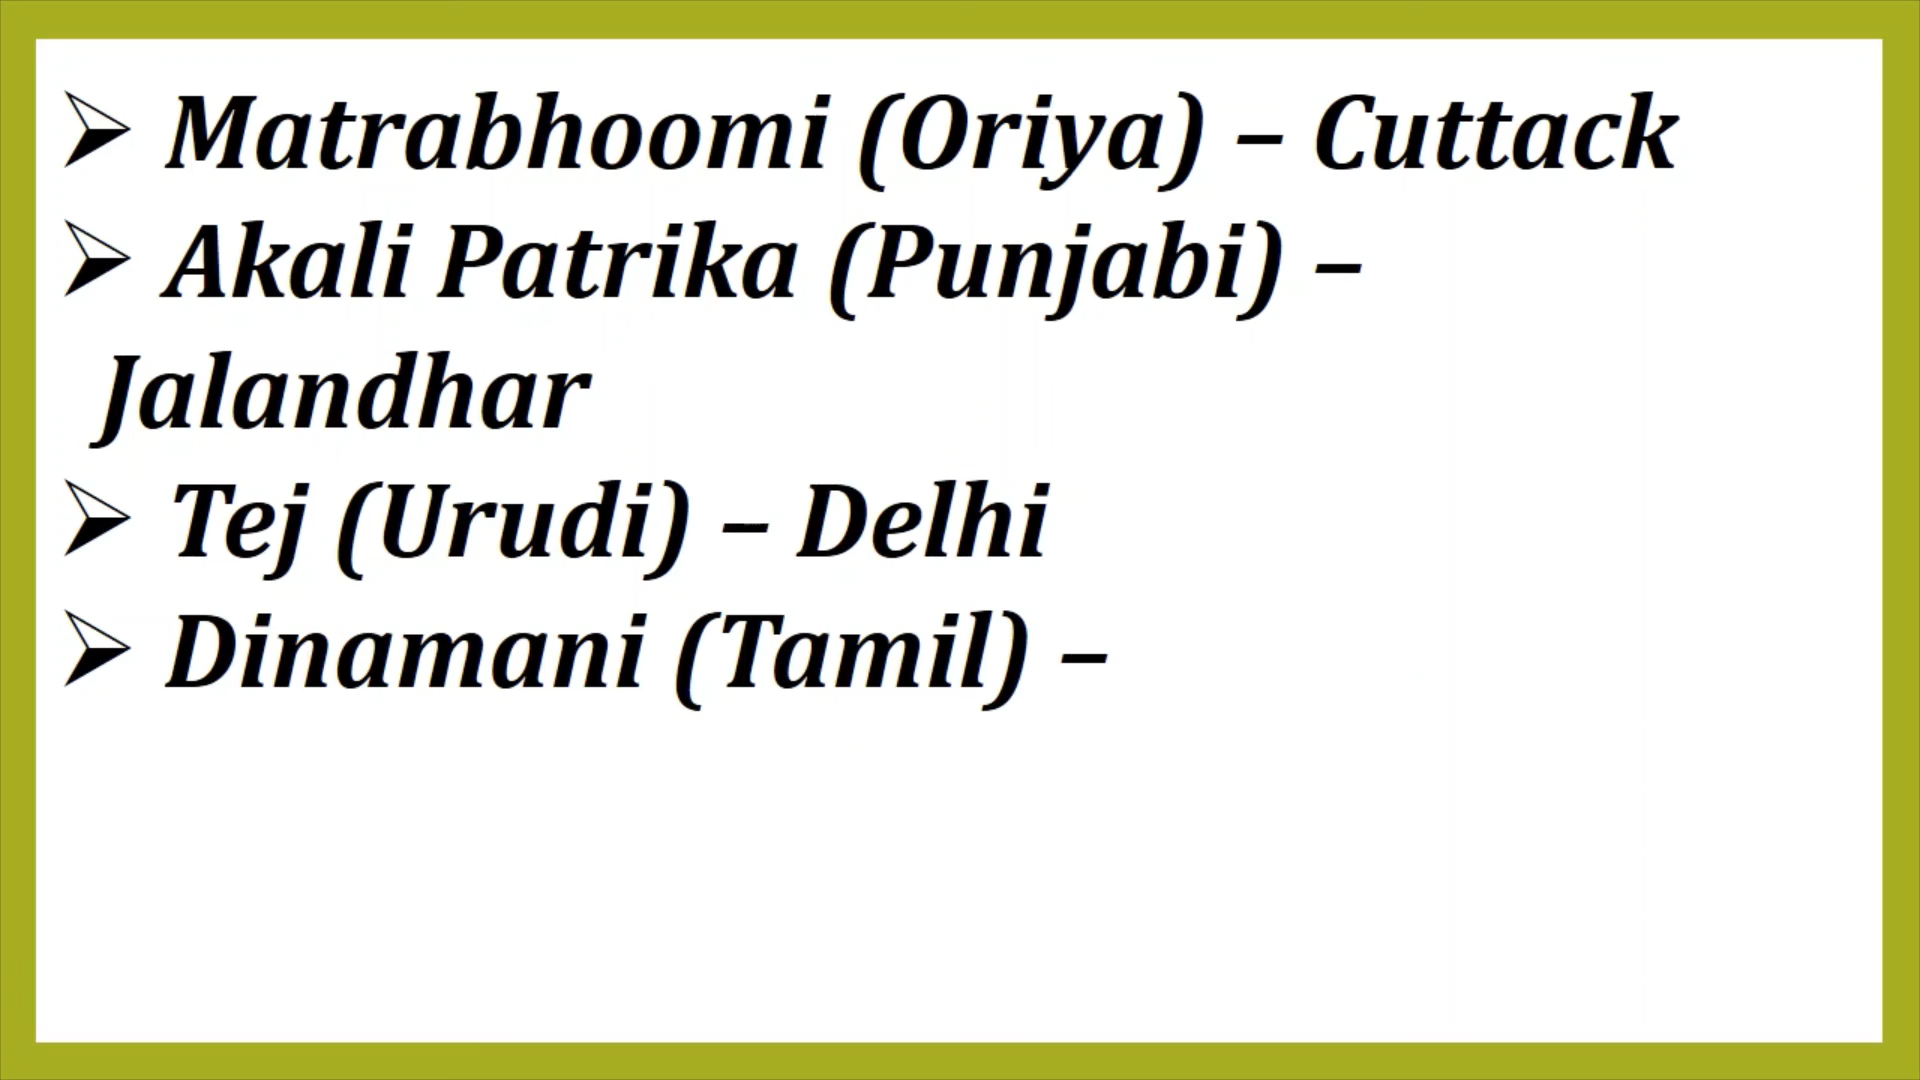 ➢ Matrabhoomi (Oriya) – Cuttack
➢ Akali Patrika (Punjabi) –
Jalandhar
➢ Tej (Urudi) – Delhi
➢ Dinamani (Tamil) –